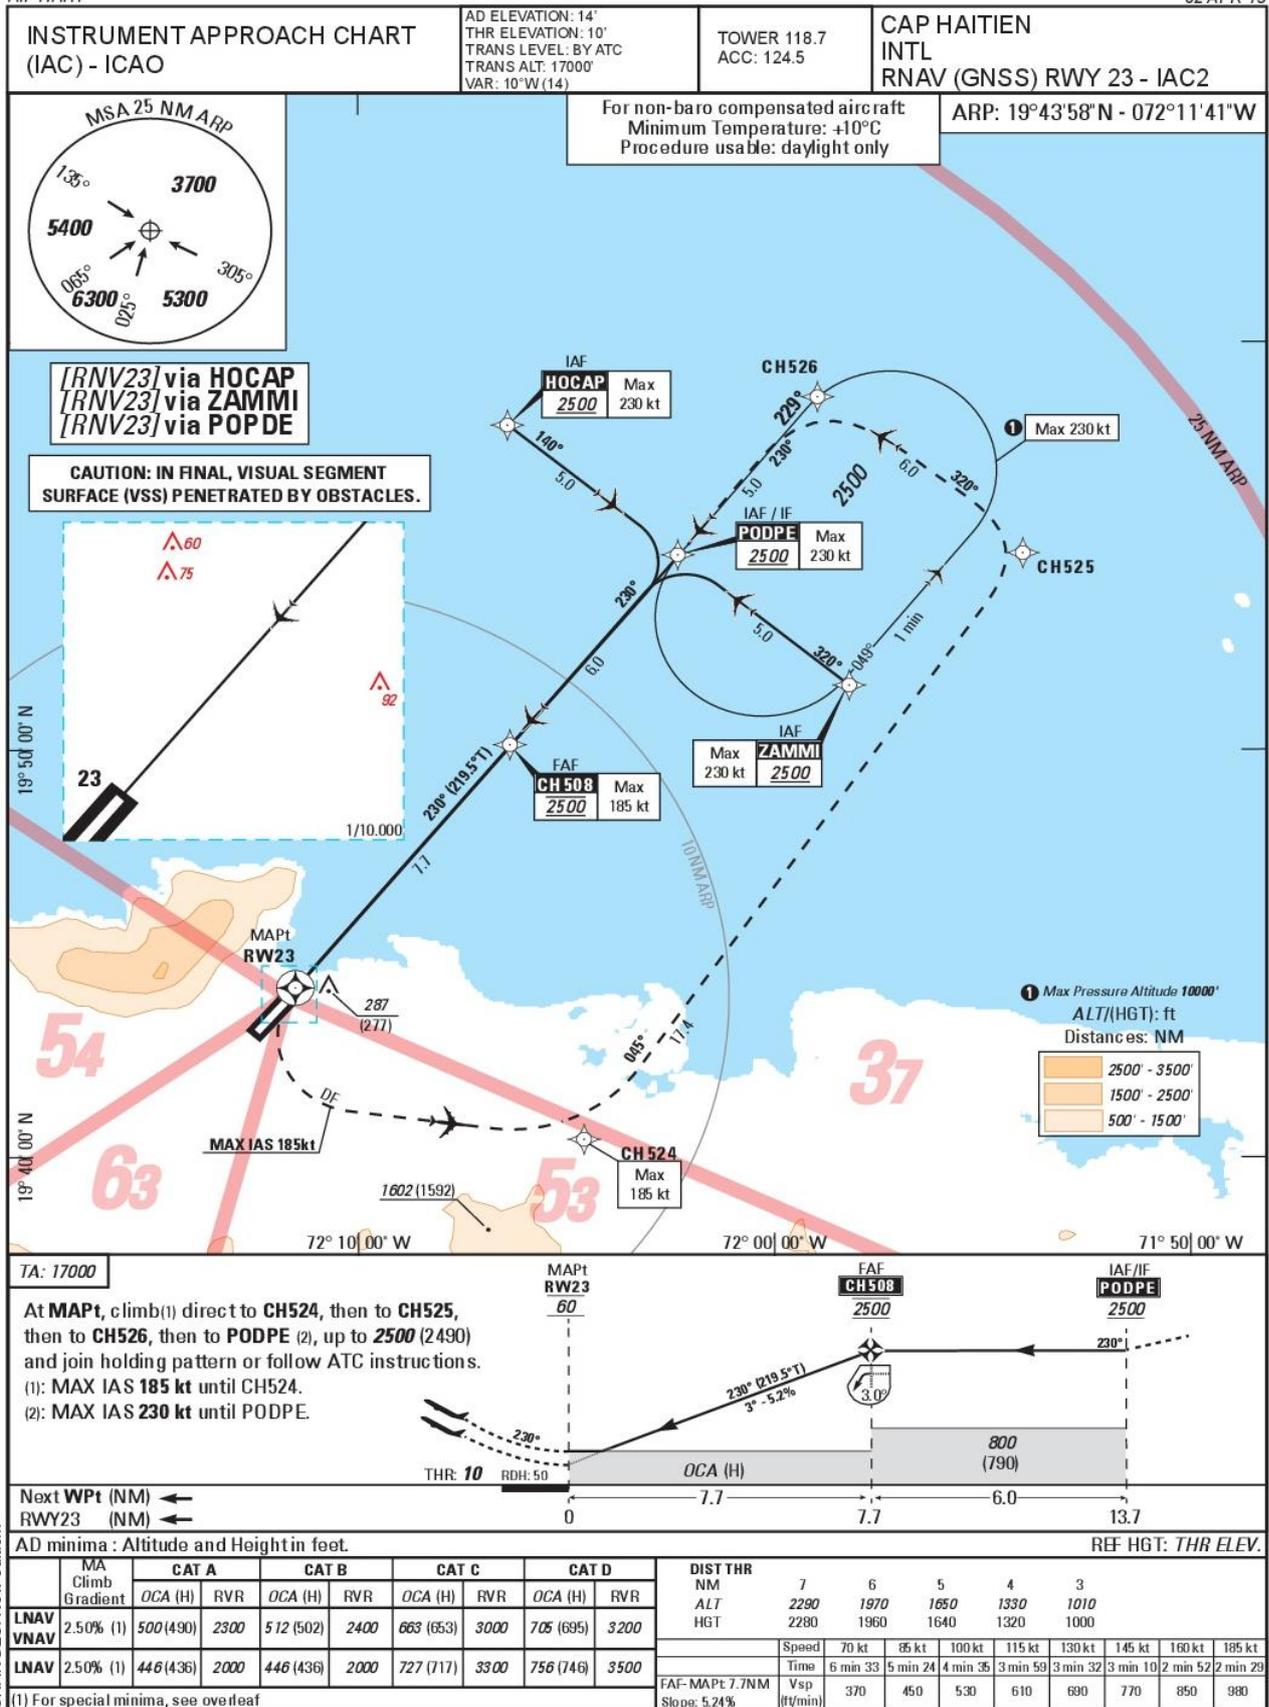 INSTRUMENT APPROACH CHART
(IAC) - ICAO
AD ELEVATION: 14'
THR ELEVATION: 10'
TRANS LEVEL: BY ATC
TRANS ALT: 17000'
VAR: 10°W (14)
TOWER 118.7
ACC: 124.5
CAP HAITIEN
INTL
RNAV (GNSS) RWY 23 - IAC2
For non-baro compensated aircraft
Minimum Temperature: +10°C
Procedure usable: daylight only
ARP: 19°43'58"N - 072°11'41"W
MSA 25 NM ARP
135°
3700
5400
065°
305°
6300
025°
5300
[RNV23] via HOCAP
[RNV23] via ZAMMI
[RNV23] via POPDE
CAUTION: IN FINAL, VISUAL SEGMENT
SURFACE (VSS) PENETRATED BY OBSTACLES.
60
75
92
23
1/10.000
IAF
HOCAP
2500
Max
230 kt
140°
5.0
CH526
229°
230°
5.0
2500
6.0
320°
1 Max 230 kt
25 NM ARP
IAF / IF
PODPE
2500
Max
230 kt
CH525
230°
5.0
320°
049°
1 min
6.0
IAF
Max
230 kt
ZAMMI
2500
FAF
CH508
2500
Max
185 kt
230° (219.5°T)
7.7
10 NM ARP
19° 50' 00" N
MAPt
RW23
287
(277)
54
37
045°
17.4
1 Max Pressure Altitude 10000'
ALT/(HGT): ft
Distances: NM
2500' - 3500'
1500' - 2500'
500' - 1500'
DF
MAX IAS 185kt
CH524
Max
185 kt
19° 40' 00" N
63
53
1602 (1592)
72° 10' 00" W
72° 00' 00" W
71° 50' 00" W
TA: 17000
At MAPt, climb(1) direct to CH524, then to CH525,
then to CH526, then to PODPE (2), up to 2500 (2490)
and join holding pattern or follow ATC instructions.
(1): MAX IAS 185 kt until CH524.
(2): MAX IAS 230 kt until PODPE.
MAPt
RW23
60
FAF
CH508
2500
IAF/IF
PODPE
2500
230°
230° (219.5°T)
3° - 5.2%
3.0°
230°
800
(790)
OCA (H)
THR: 10 RDH: 50
Next WPt (NM) 7.7 6.0
RWY23 (NM) 0 7.7 13.7
AD minima : Altitude and Height in feet. REF HGT: THR ELEV.
MA
Climb
Gradient
CAT A CAT B CAT C CAT D
OCA (H) RVR OCA (H) RVR OCA (H) RVR OCA (H) RVR
LNAV
VNAV
2.50% (1) 500 (490) 2300 512 (502) 2400 663 (653) 3000 705 (695) 3200
LNAV 2.50% (1) 446 (436) 2000 446 (436) 2000 727 (717) 3300 756 (746) 3500
(1) For special minima, see overleaf
DIST THR
NM 7 6 5 4 3
ALT 2290 1970 1650 1330 1010
HGT 2280 1960 1640 1320 1000
Speed 70 kt 85 kt 100 kt 115 kt 130 kt 145 kt 160 kt 185 kt
FAF- MAPt 7.7NM
Slope: 5.24%
Time 6 min 33 5 min 24 4 min 35 3 min 59 3 min 32 3 min 10 2 min 52 2 min 29
Vsp
(ft/min)
370 450 530 610 690 770 850 980